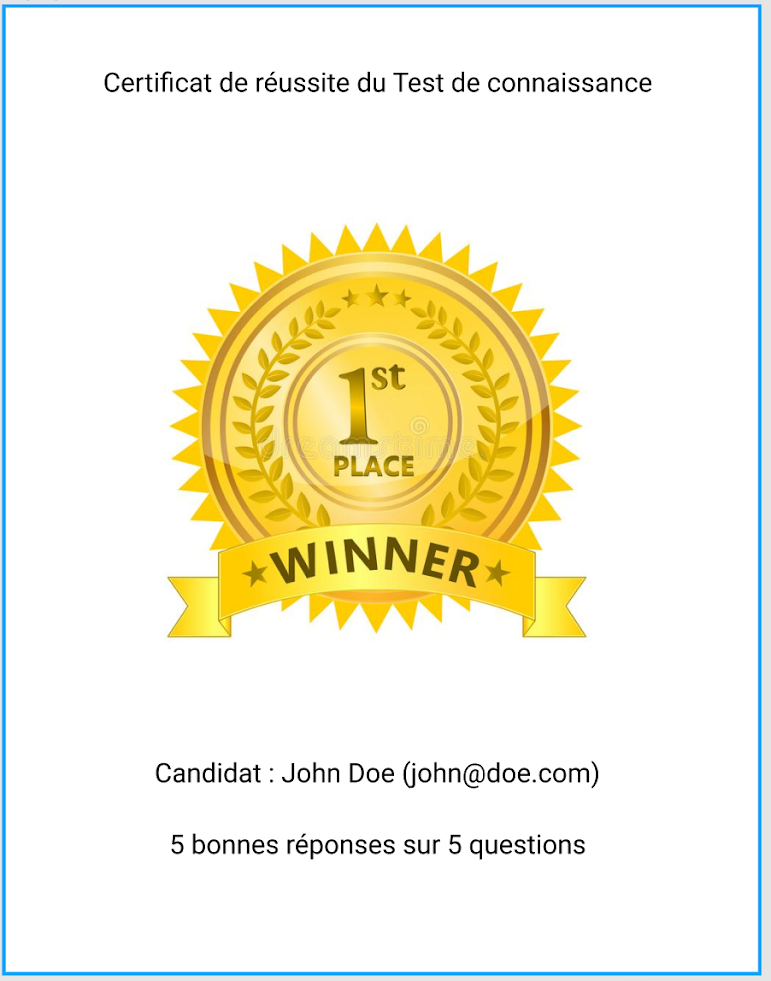 Certificat de réussite du Test de connaissance
1st
PLACE
dreamstime
WINNER
Candidat : John Doe (john@doe.com)
5 bonnes réponses sur 5 questions